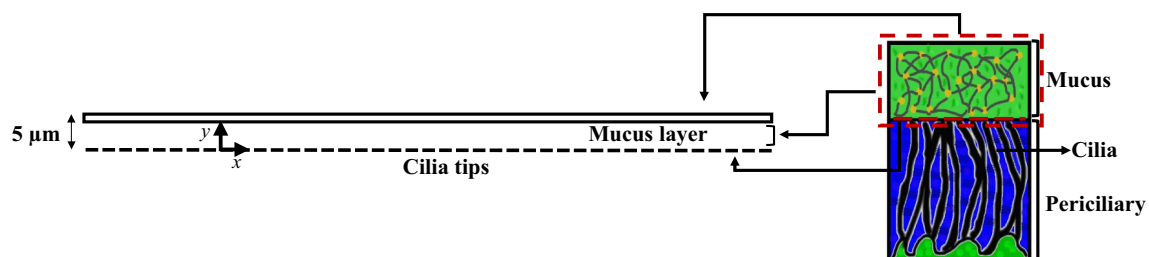 Mucus
5 μm
y
Mucus layer
x
Cilia tips
Cilia
Periciliary